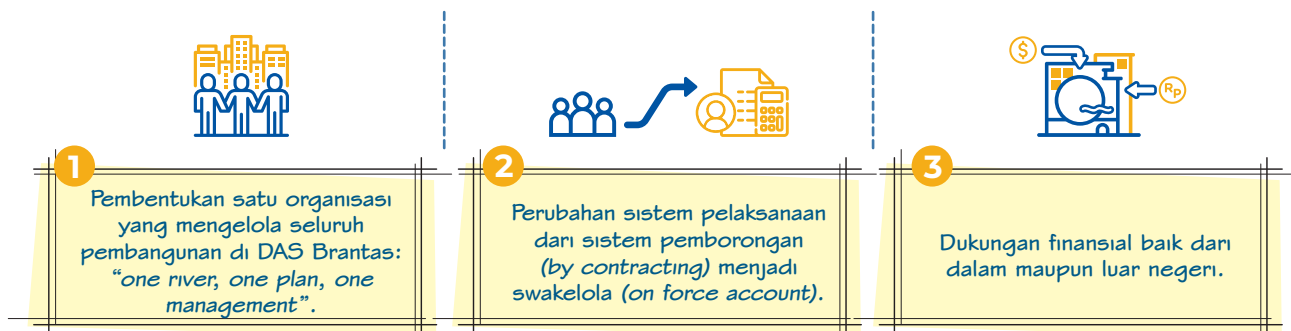 1
Pembentukan satu organisasi
yang mengelola seluruh
pembangunan di DAS Brantas:
“one river, one plan, one
management”.
2
Perubahan sistem pelaksanaan
dari sistem pemborongan
(by contracting) menjadi
swakelola (on force account).
$
Rp
3
Dukungan finansial baik dari
dalam maupun luar negeri.